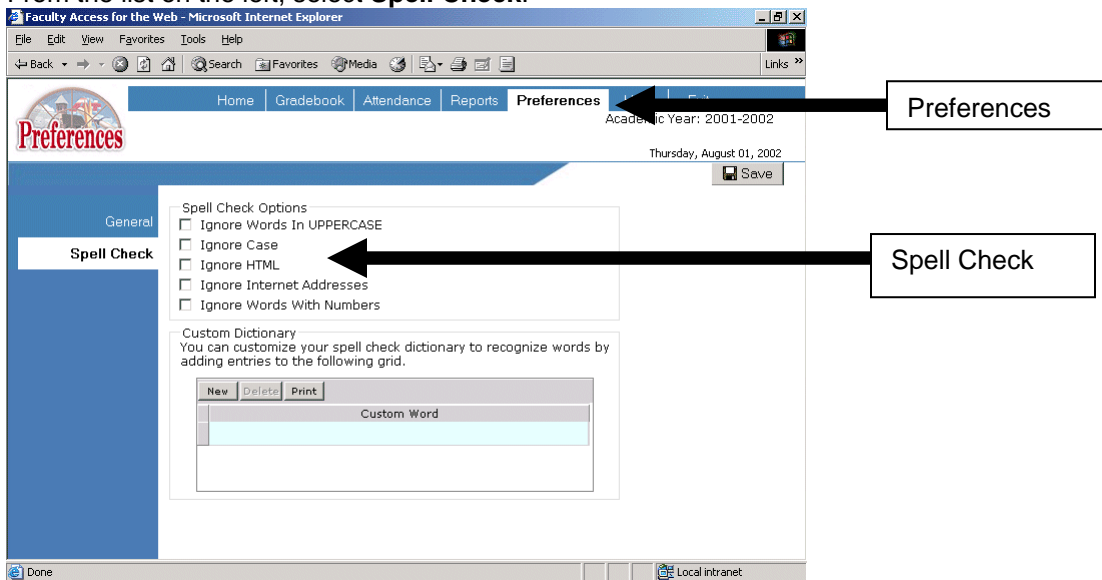 From the list on the left, select Spell Check.
Faculty Access for the Web - Microsoft Internet Explorer
File Edit View Favorites Tools Help
Back Search Favorites Media Links »
Home Gradebook Attendance Reports Preferences
Preferences
Academic Year: 2001-2002
Preferences
Thursday, August 01, 2002
Save
General
Spell Check
Spell Check Options
Ignore Words In UPPERCASE
Ignore Case
Ignore HTML
Ignore Internet Addresses
Ignore Words With Numbers
Spell Check
Custom Dictionary
You can customize your spell check dictionary to recognize words by
adding entries to the following grid.
New Delete Print
Custom Word
Done Local intranet